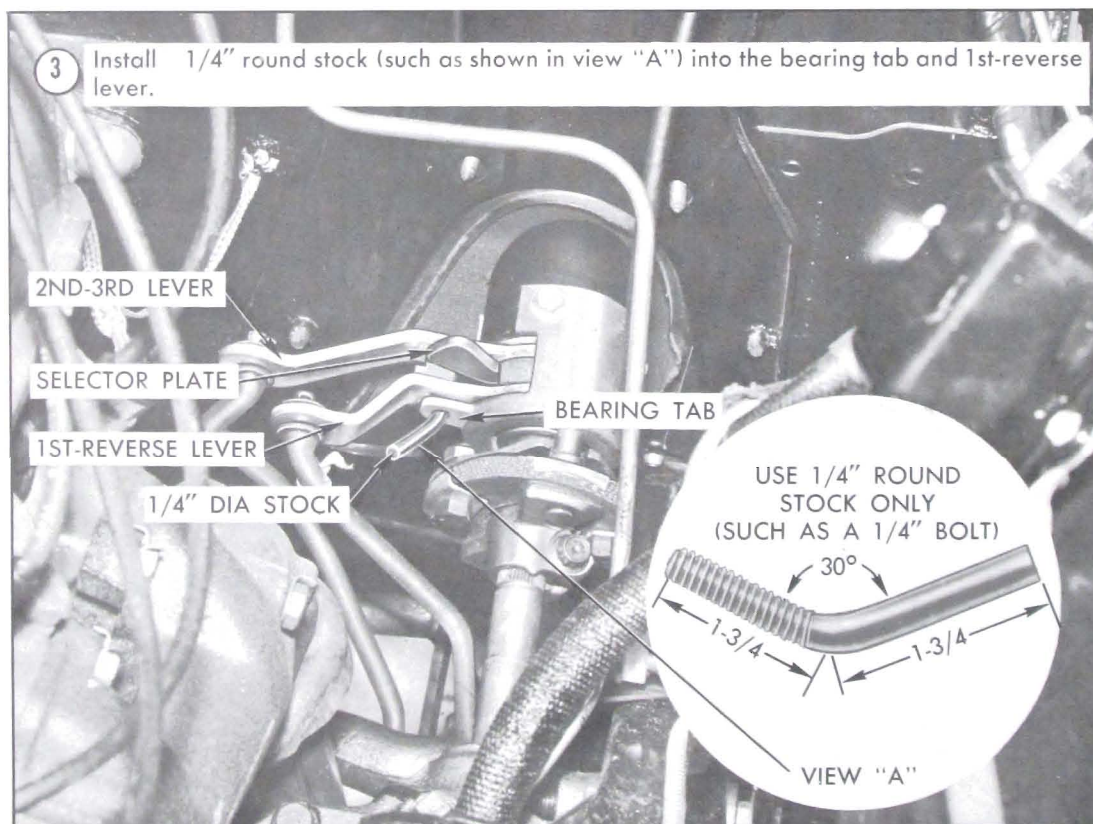 3 Install 1/4" round stock (such as shown in view "A") into the bearing tab and 1st-reverse
lever.
2ND-3RD LEVER
SELECTOR PLATE
BEARING TAB
1ST-REVERSE LEVER
1/4" DIA STOCK
USE 1/4" ROUND
STOCK ONLY
(SUCH AS A 1/4" BOLT)
30°
1-3/4
1-3/4
VIEW "A"